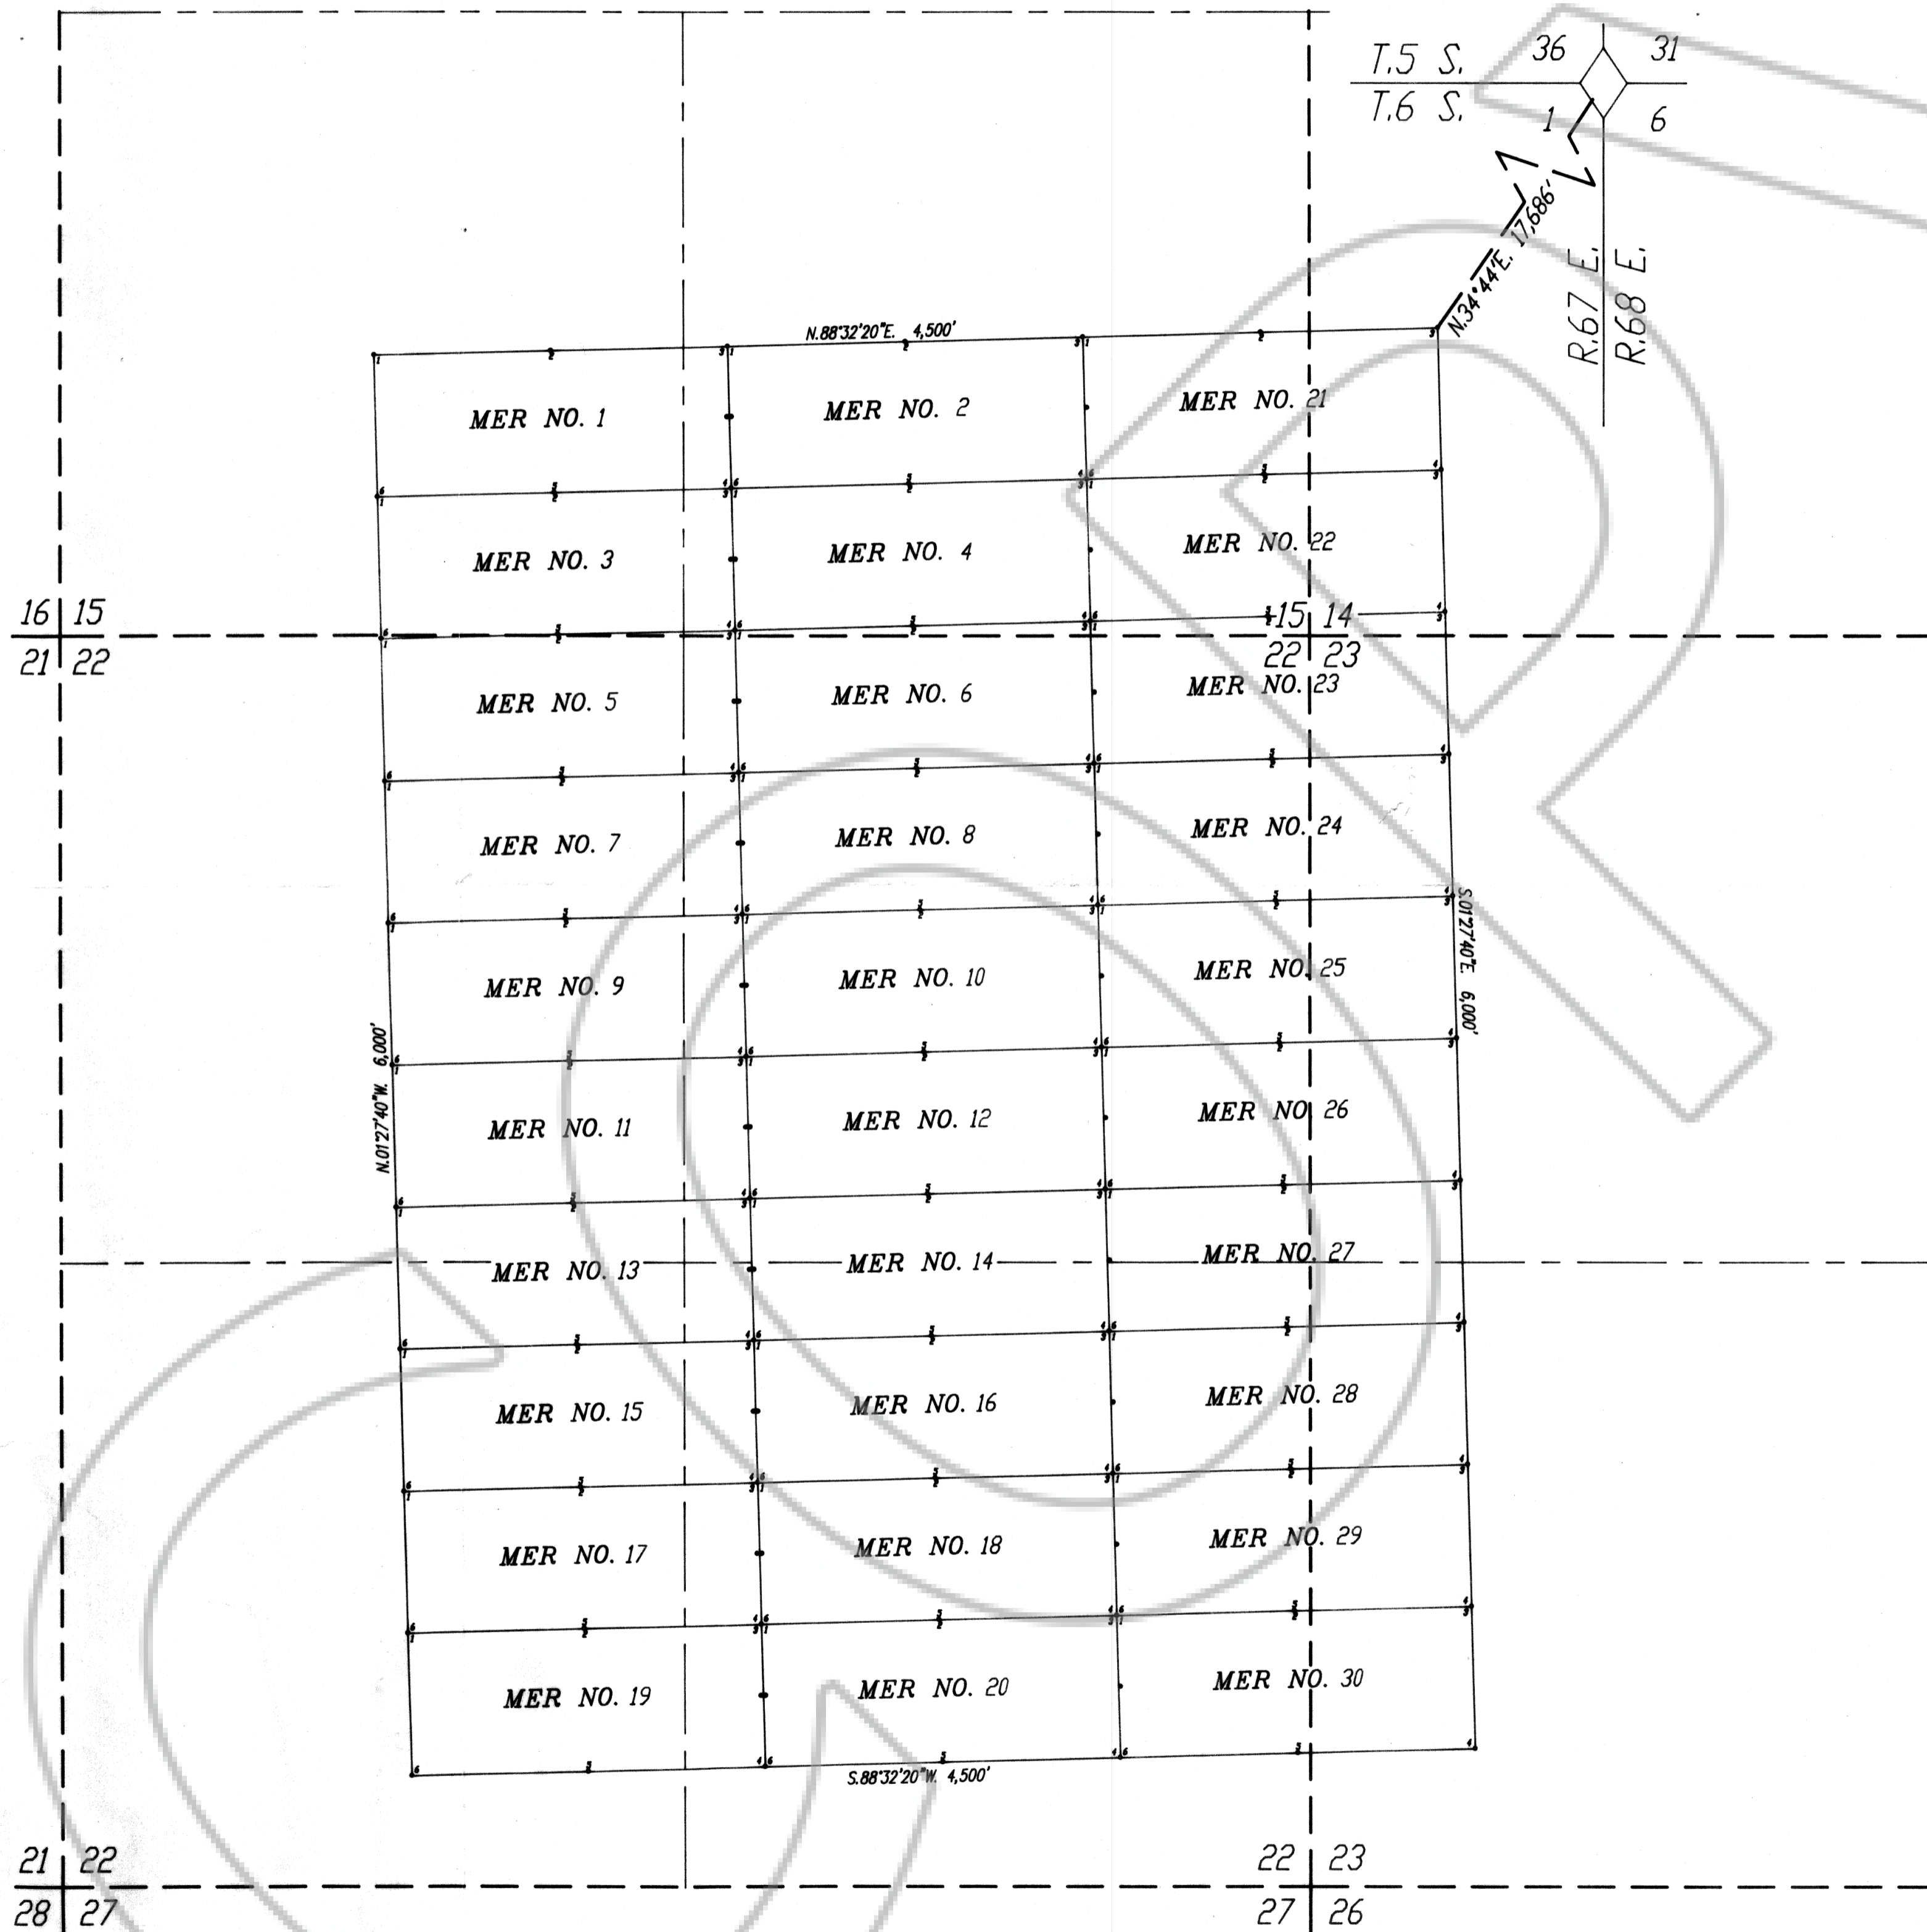 T.5 S. 36 31
T.6 S. 1 6
N.34°44'E. 17,686'
R.67 E.
R.68 E.
N.88°32'20"E. 4,500'
MER NO. 1
MER NO. 2
MER NO. 21
MER NO. 3
MER NO. 4
MER NO. 22
16 15
21 22
15 14
22 23
MER NO. 5
MER NO. 6
MER NO. 23
MER NO. 7
MER NO. 8
MER NO. 24
S.01°27'40"E. 6,000'
MER NO. 9
MER NO. 10
MER NO. 25
N.01°27'40"W. 6,000'
MER NO. 11
MER NO. 12
MER NO. 26
MER NO. 13
MER NO. 14
MER NO. 27
MER NO. 15
MER NO. 16
MER NO. 28
MER NO. 17
MER NO. 18
MER NO. 29
MER NO. 19
MER NO. 20
MER NO. 30
S.88°32'20"W. 4,500'
21 22
28 27
22 23
27 26